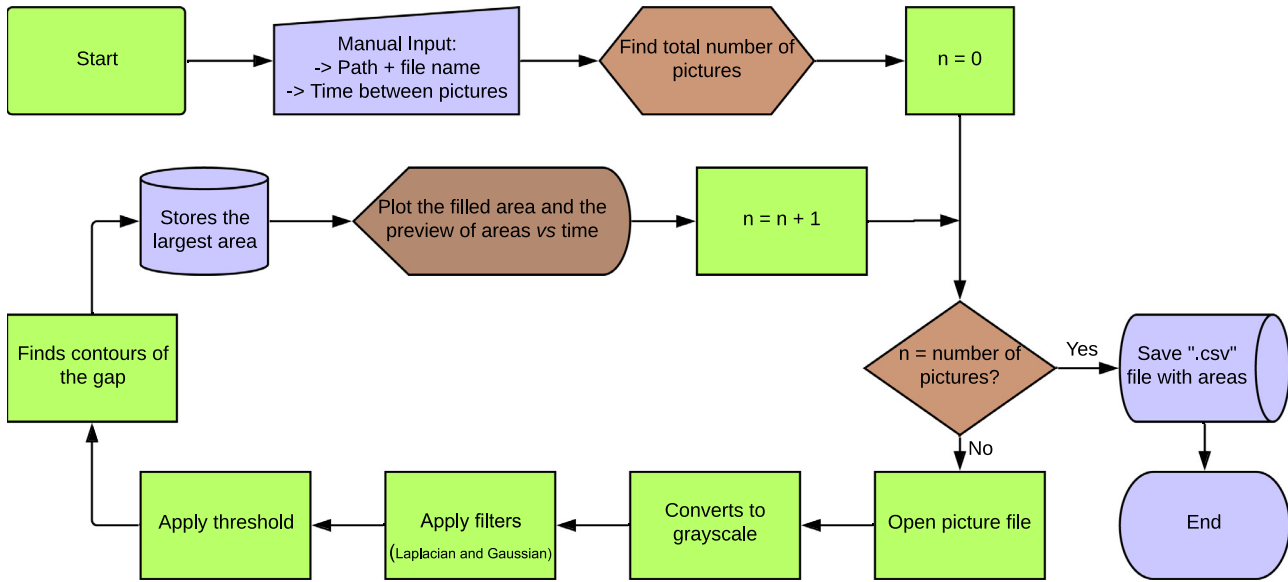 Start
Manual Input:
-> Path + file name
-> Time between pictures
Find total number of
pictures
n = 0
Stores the
largest area
Plot the filled area and the
preview of areas vs time
n = n + 1
Finds contours of
the gap
n = number of
pictures?
Yes
Save ".csv"
file with areas
No
Apply threshold
Apply filters
(Laplacian and Gaussian)
Converts to
grayscale
Open picture file
End